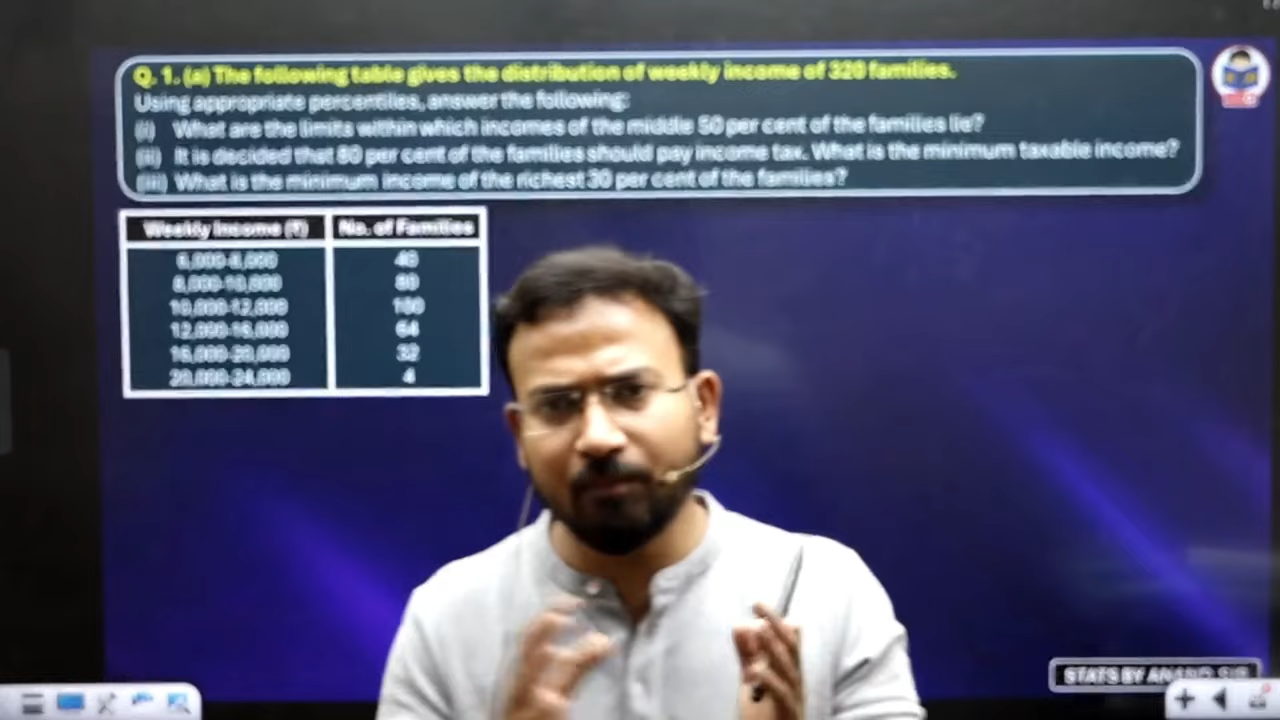 Q. 1. (a) The following table gives the distribution of weekly income of 320 families.
Using appropriate percentiles, answer the following:
(i) What are the limits within which incomes of the middle 50 per cent of the families lie?
(ii) It is decided that 80 per cent of the families should pay income tax. What is the minimum taxable income?
(iii) What is the minimum income of the richest 30 per cent of the families?
Weekly Income (₹) No. of Families
6,000-8,000 40
8,000-10,000 80
10,000-12,000 100
12,000-16,000 64
16,000-20,000 32
20,000-24,000 4
STATS BY ANAND SIR